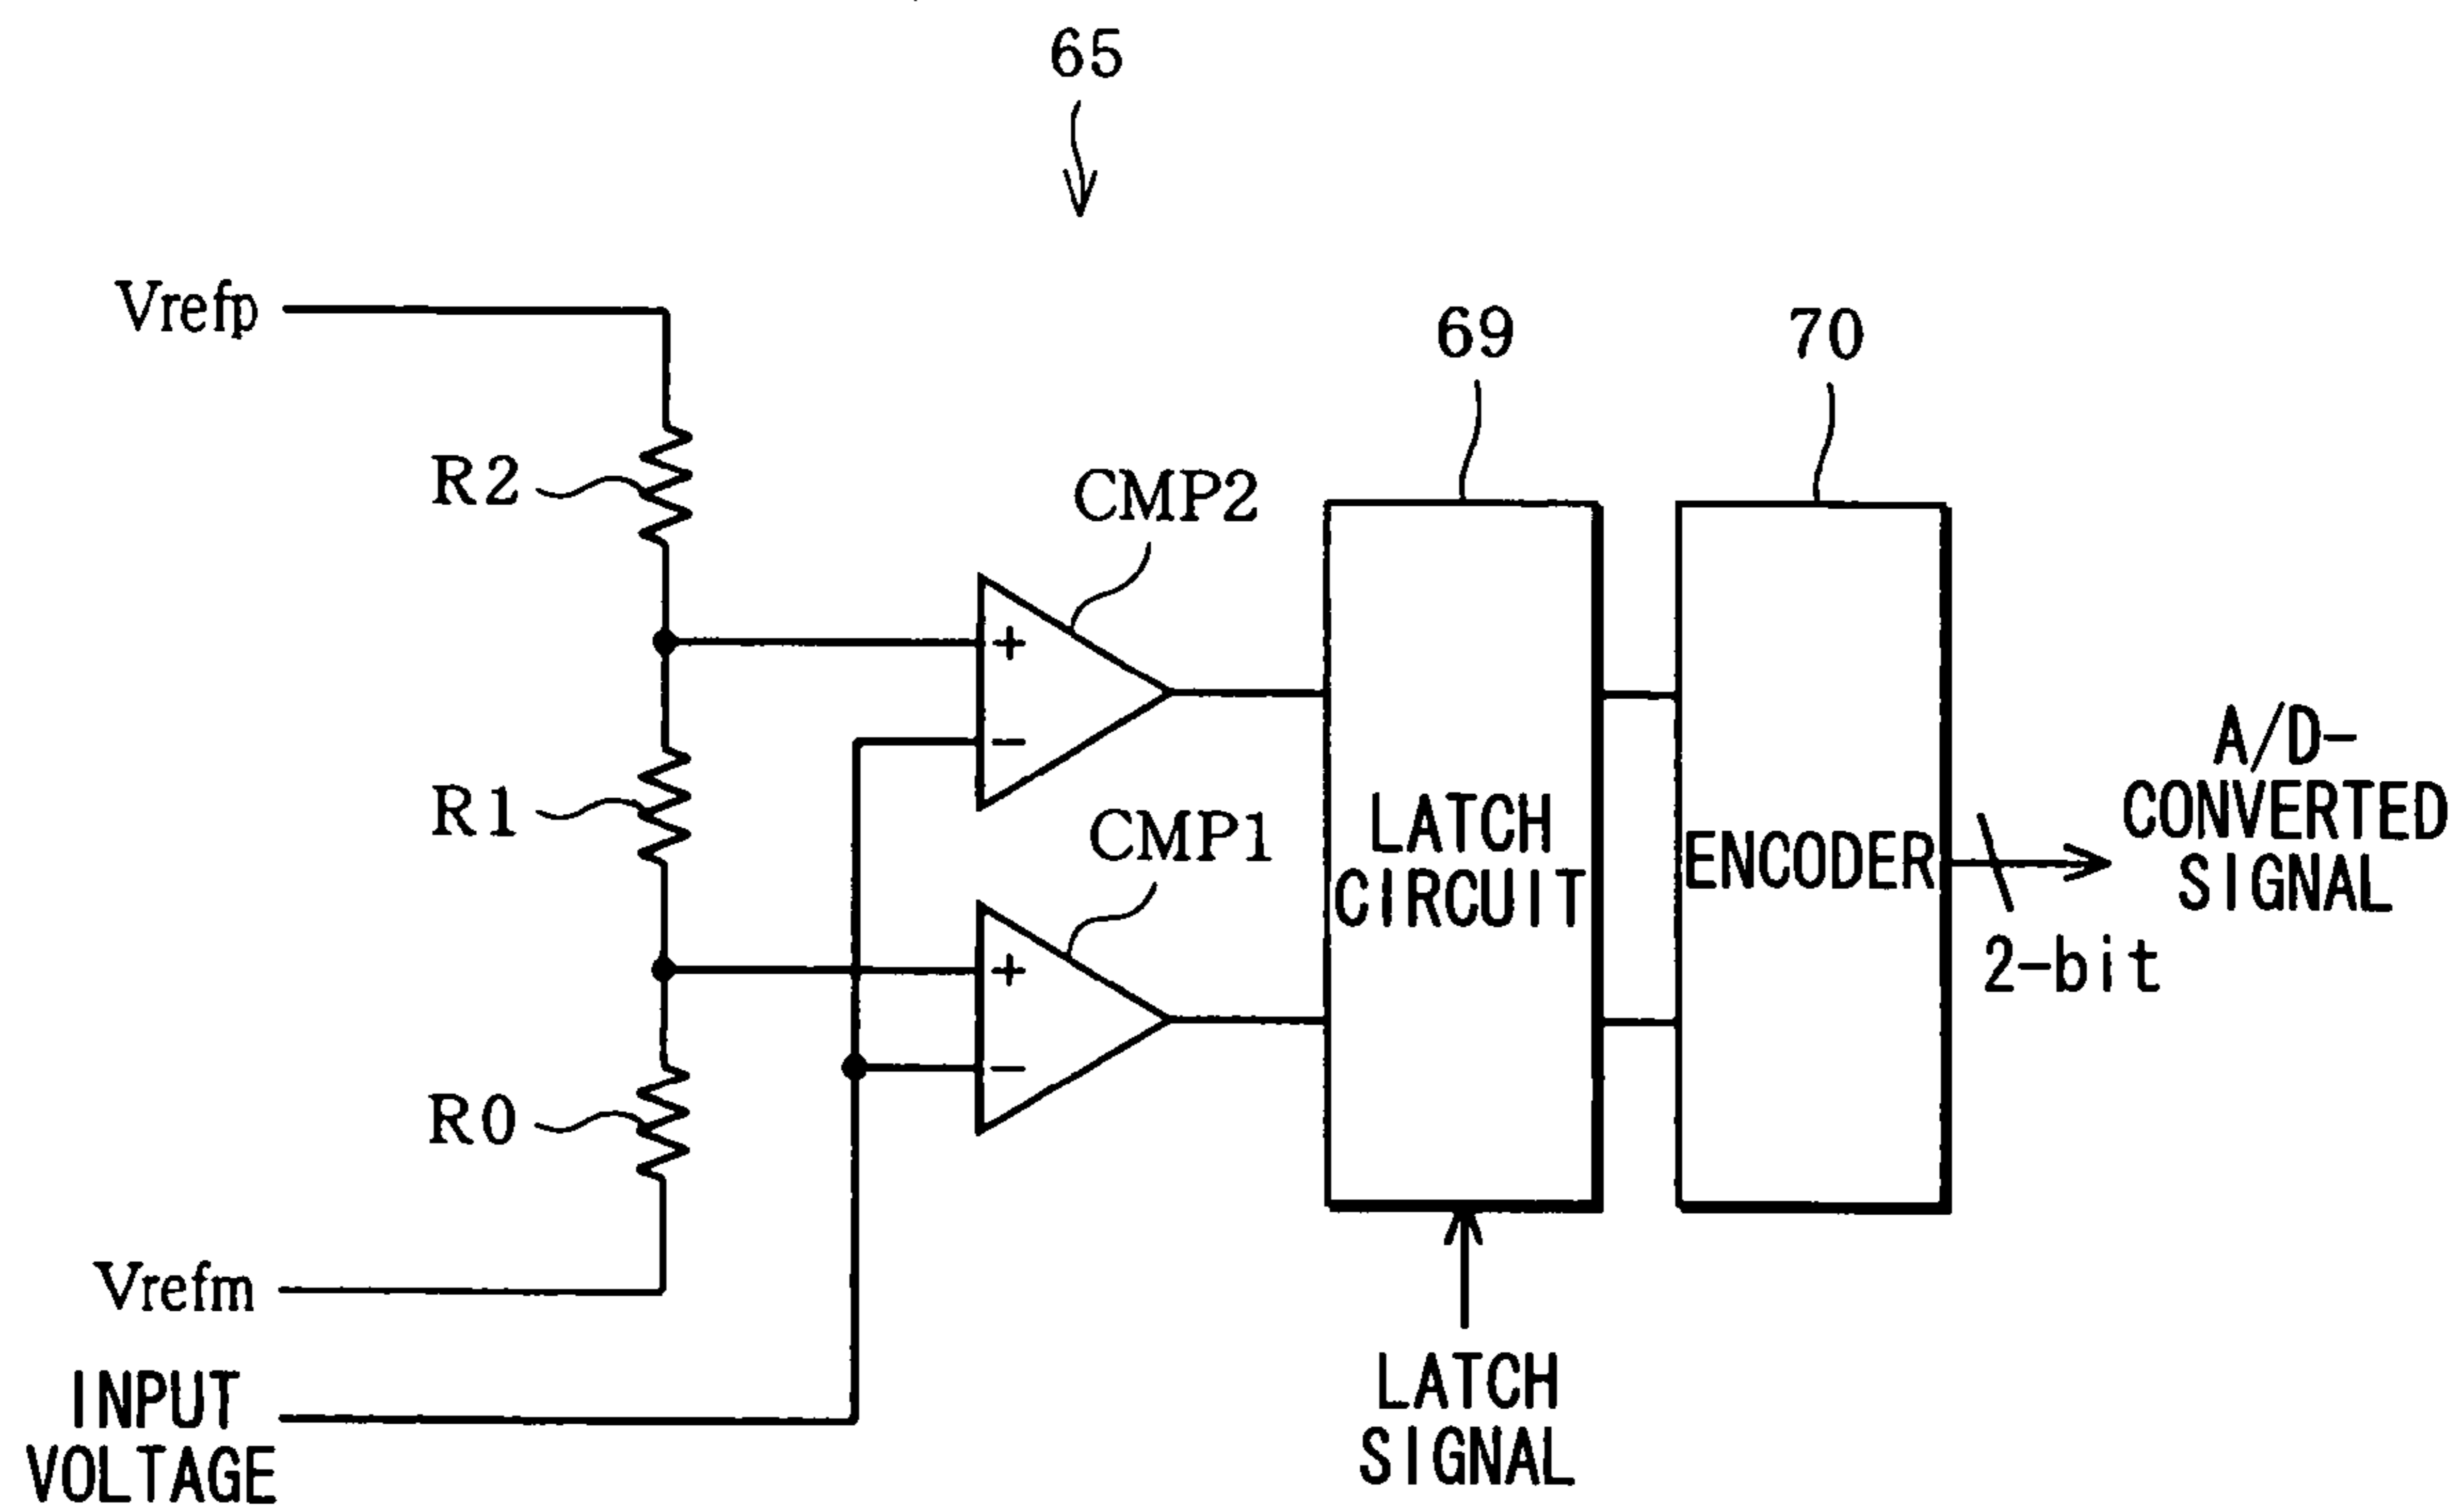 65
Vrefp
69
70
R2
CMP2
+
−
R1
CMP1
LATCH
CIRCUIT
ENCODER
A/D-
CONVERTED
SIGNAL
2-bit
+
−
R0
Vrefm
INPUT
VOLTAGE
LATCH
SIGNAL